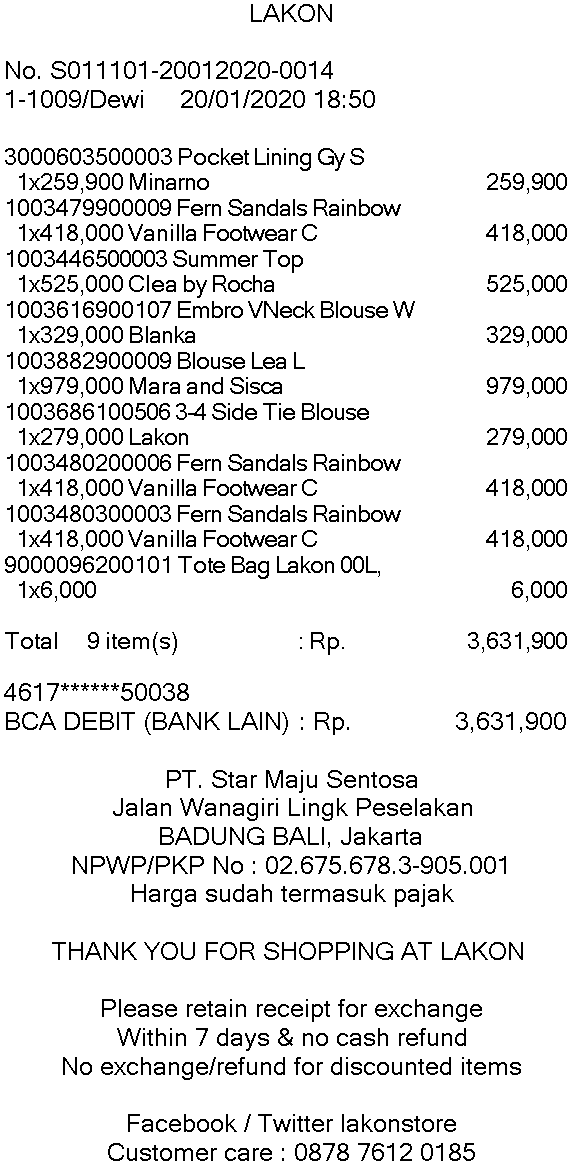 LAKON
No. S011101-20012020-0014
1-1009/Dewi 20/01/2020 18:50
3000603500003 Pocket Lining Gy S
1x259,900 Minarno 259,900
1003479900009 Fern Sandals Rainbow
1x418,000 Vanilla Footwear C 418,000
1003446500003 Summer Top
1x525,000 Clea by Rocha 525,000
1003616900107 Embro VNeck Blouse W
1x329,000 Blanka 329,000
1003882900009 Blouse Lea L
1x979,000 Mara and Sisca 979,000
1003686100506 3-4 Side Tie Blouse
1x279,000 Lakon 279,000
1003480200006 Fern Sandals Rainbow
1x418,000 Vanilla Footwear C 418,000
1003480300003 Fern Sandals Rainbow
1x418,000 Vanilla Footwear C 418,000
9000096200101 Tote Bag Lakon 00L,
1x6,000 6,000
Total 9 item(s) : Rp. 3,631,900
4617******50038
BCA DEBIT (BANK LAIN) : Rp. 3,631,900
PT. Star Maju Sentosa
Jalan Wanagiri Lingk Peselakan
BADUNG BALI, Jakarta
NPWP/PKP No : 02.675.678.3-905.001
Harga sudah termasuk pajak
THANK YOU FOR SHOPPING AT LAKON
Please retain receipt for exchange
Within 7 days & no cash refund
No exchange/refund for discounted items
Facebook / Twitter lakonstore
Customer care : 0878 7612 0185